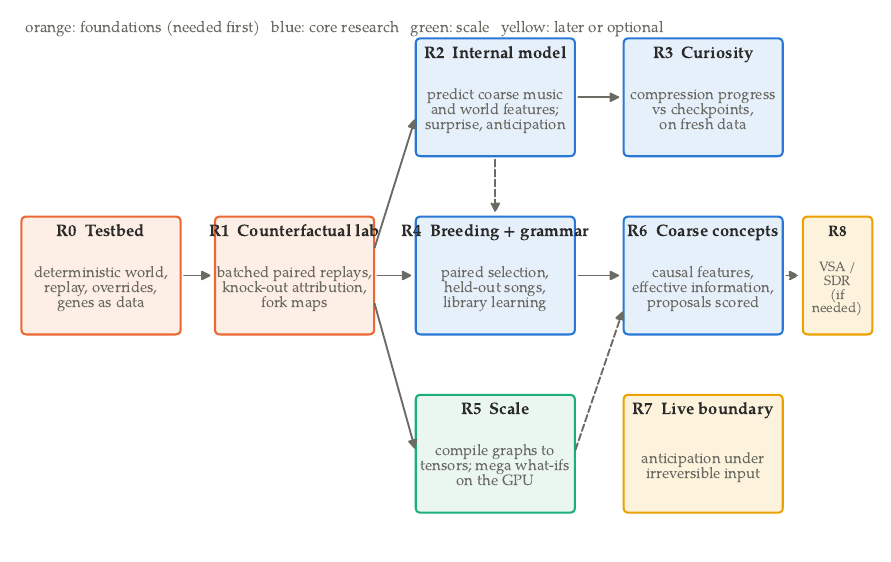 orange: foundations (needed first)   blue: core research   green: scale   yellow: later or optional
R2  Internal model
predict coarse music
and world features;
surprise, anticipation
R3  Curiosity
compression progress
vs checkpoints,
on fresh data
R0  Testbed
deterministic world,
replay, overrides,
genes as data
R1  Counterfactual lab
batched paired replays,
knock-out attribution,
fork maps
R4  Breeding + grammar
paired selection,
held-out songs,
library learning
R6  Coarse concepts
causal features,
effective information,
proposals scored
R8
VSA /
SDR
(if
needed)
R5  Scale
compile graphs to
tensors; mega what-ifs
on the GPU
R7  Live boundary
anticipation under
irreversible input